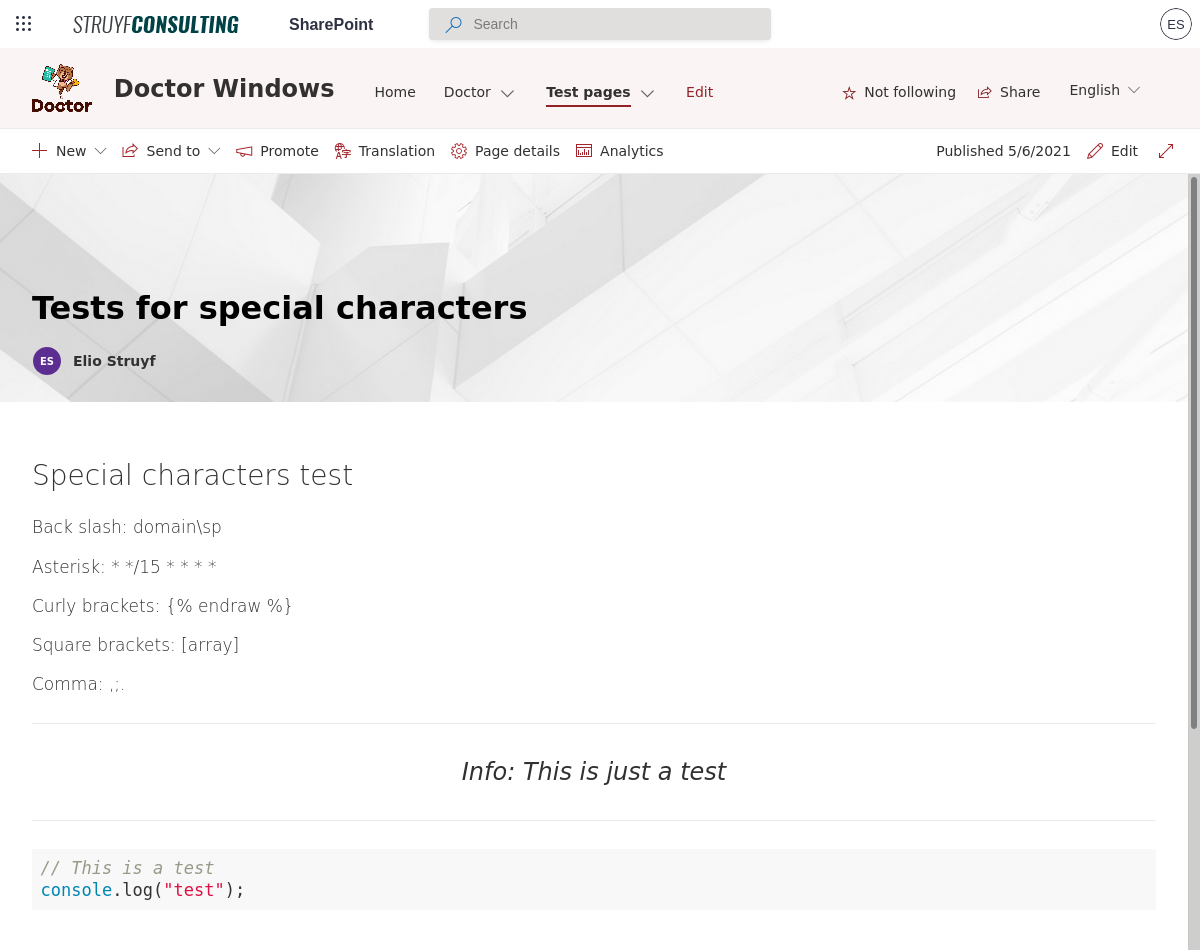 STRUYFCONSULTING SharePoint Search ES
Doctor Doctor Windows Home Doctor Test pages Edit Not following Share English
New Send to Promote Translation Page details Analytics Published 5/6/2021 Edit
Tests for special characters
ES Elio Struyf
Special characters test
Back slash: domain\sp
Asterisk: * */15 * * * *
Curly brackets: {% endraw %}
Square brackets: [array]
Comma: ,;.
Info: This is just a test
// This is a test
console.log("test");